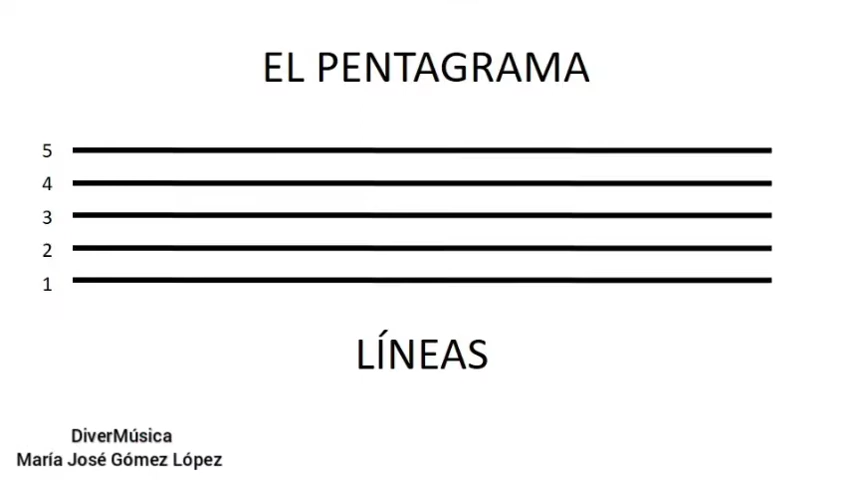 EL PENTAGRAMA
5
4
3
2
1
LÍNEAS
DiverMúsica
María José Gómez López